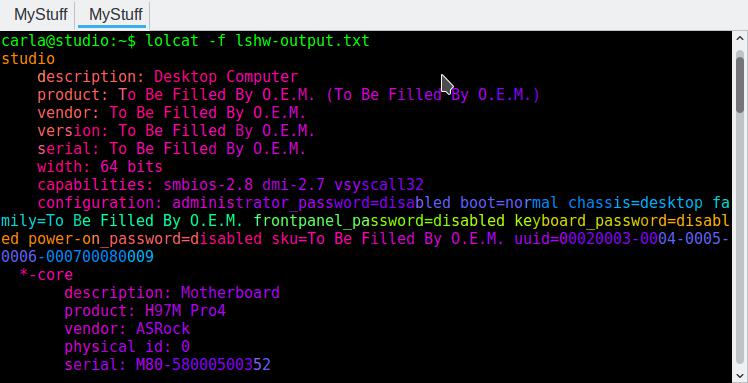 MyStuff MyStuff
carla@studio:~$ lolcat -f lshw-output.txt
studio
description: Desktop Computer
product: To Be Filled By O.E.M. (To Be Filled By O.E.M.)
vendor: To Be Filled By O.E.M.
version: To Be Filled By O.E.M.
serial: To Be Filled By O.E.M.
width: 64 bits
capabilities: smbios-2.8 dmi-2.7 vsyscall32
configuration: administrator_password=disabled boot=normal chassis=desktop fa
mily=To Be Filled By O.E.M. frontpanel_password=disabled keyboard_password=disabl
ed power-on_password=disabled sku=To Be Filled By O.E.M. uuid=00020003-0004-0005-
0006-000700080009
*-core
description: Motherboard
product: H97M Pro4
vendor: ASRock
physical id: 0
serial: M80-58000500352